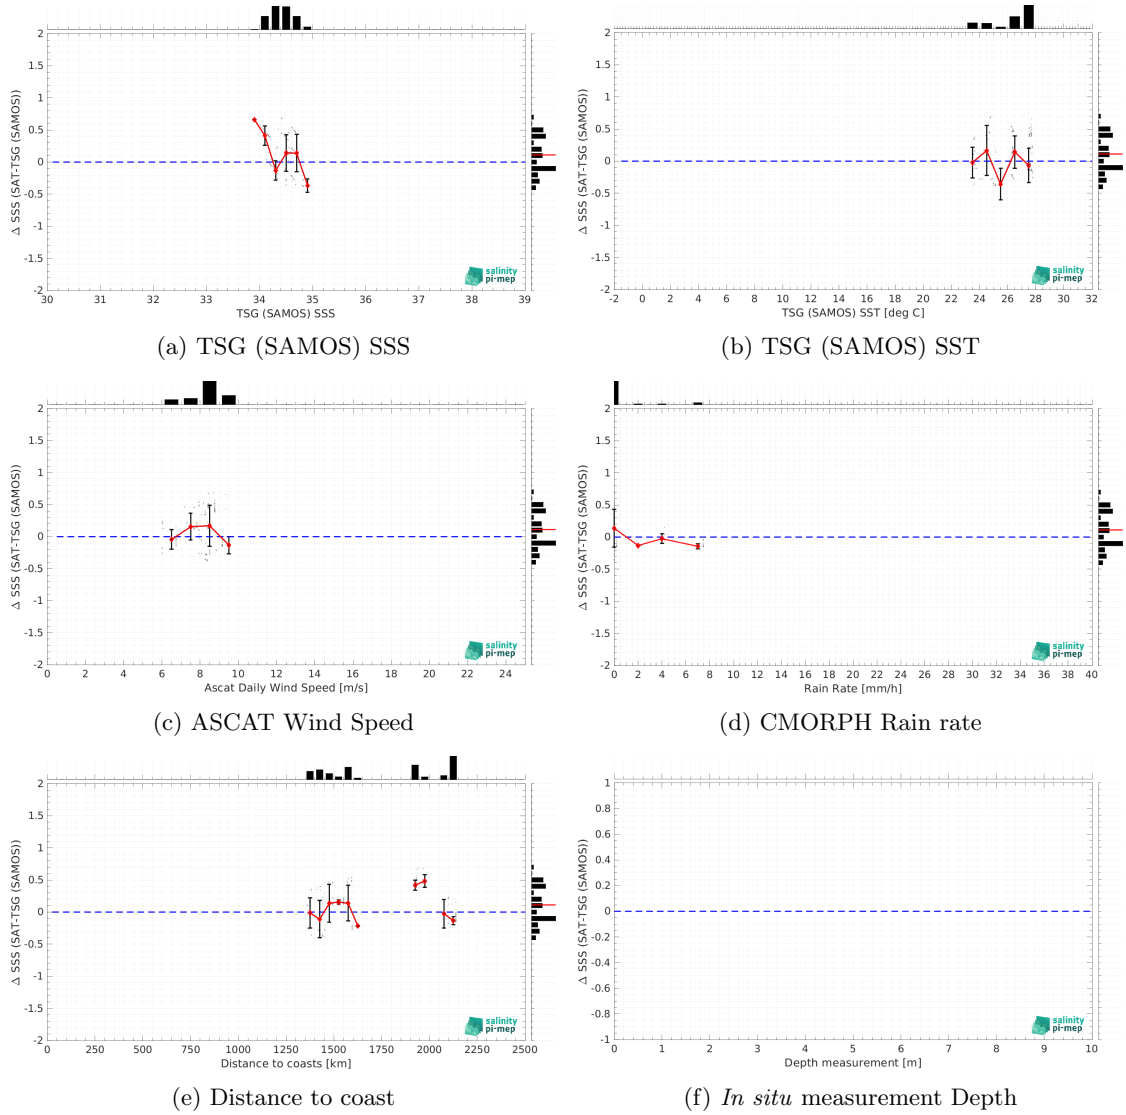 2
1.5
1
0.5
0
-0.5
-1
-1.5
-2
Δ SSS (SAT-TSG (SAMOS))
30 31 32 33 34 35 36 37 38 39
TSG (SAMOS) SSS
salinity
pi-mep
(a) TSG (SAMOS) SSS
2
1.5
1
0.5
0
-0.5
-1
-1.5
-2
Δ SSS (SAT-TSG (SAMOS))
-2 0 2 4 6 8 10 12 14 16 18 20 22 24 26 28 30 32
TSG (SAMOS) SST [deg C]
salinity
pi-mep
(b) TSG (SAMOS) SST
2
1.5
1
0.5
0
-0.5
-1
-1.5
-2
Δ SSS (SAT-TSG (SAMOS))
0 2 4 6 8 10 12 14 16 18 20 22 24
Ascat Daily Wind Speed [m/s]
salinity
pi-mep
(c) ASCAT Wind Speed
2
1.5
1
0.5
0
-0.5
-1
-1.5
-2
Δ SSS (SAT-TSG (SAMOS))
0 2 4 6 8 10 12 14 16 18 20 22 24 26 28 30 32 34 36 38 40
Rain Rate [mm/h]
salinity
pi-mep
(d) CMORPH Rain rate
2
1.5
1
0.5
0
-0.5
-1
-1.5
-2
Δ SSS (SAT-TSG (SAMOS))
0 250 500 750 1000 1250 1500 1750 2000 2250 2500
Distance to coasts [km]
salinity
pi-mep
(e) Distance to coast
1
0.8
0.6
0.4
0.2
0
-0.2
-0.4
-0.6
-0.8
-1
Δ SSS (SAT-TSG (SAMOS))
0 1 2 3 4 5 6 7 8 9 10
Depth measurement [m]
salinity
pi-mep
(f) In situ measurement Depth